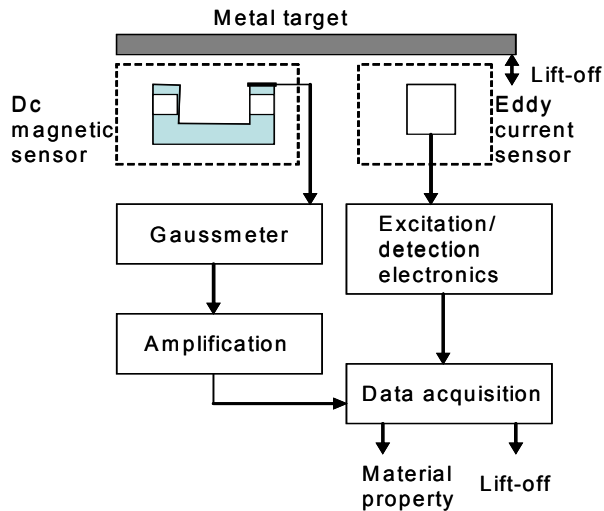 Metal target
Lift-off
Dc
magnetic
sensor
Eddy
current
sensor
Gaussmeter
Excitation/
detection
electronics
Amplification
Data acquisition
Material
property
Lift-off